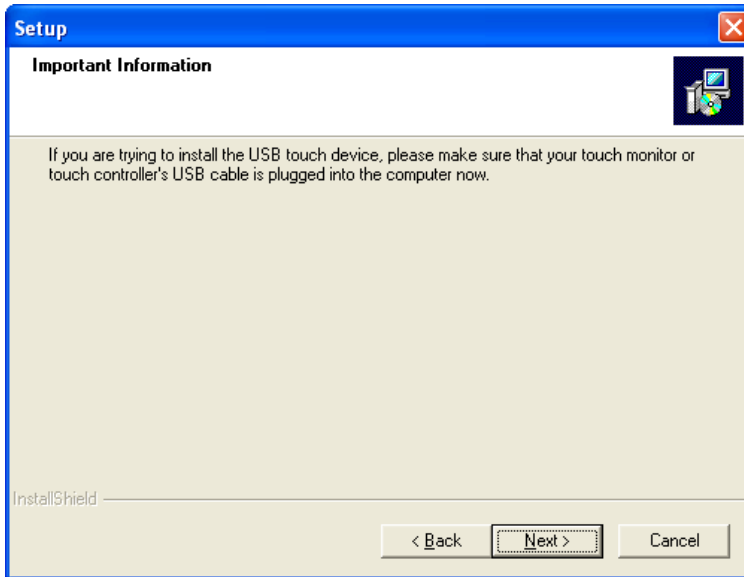 Setup
Important Information
If you are trying to install the USB touch device, please make sure that your touch monitor or
touch controller's USB cable is plugged into the computer now.
InstallShield
< Back Next > Cancel